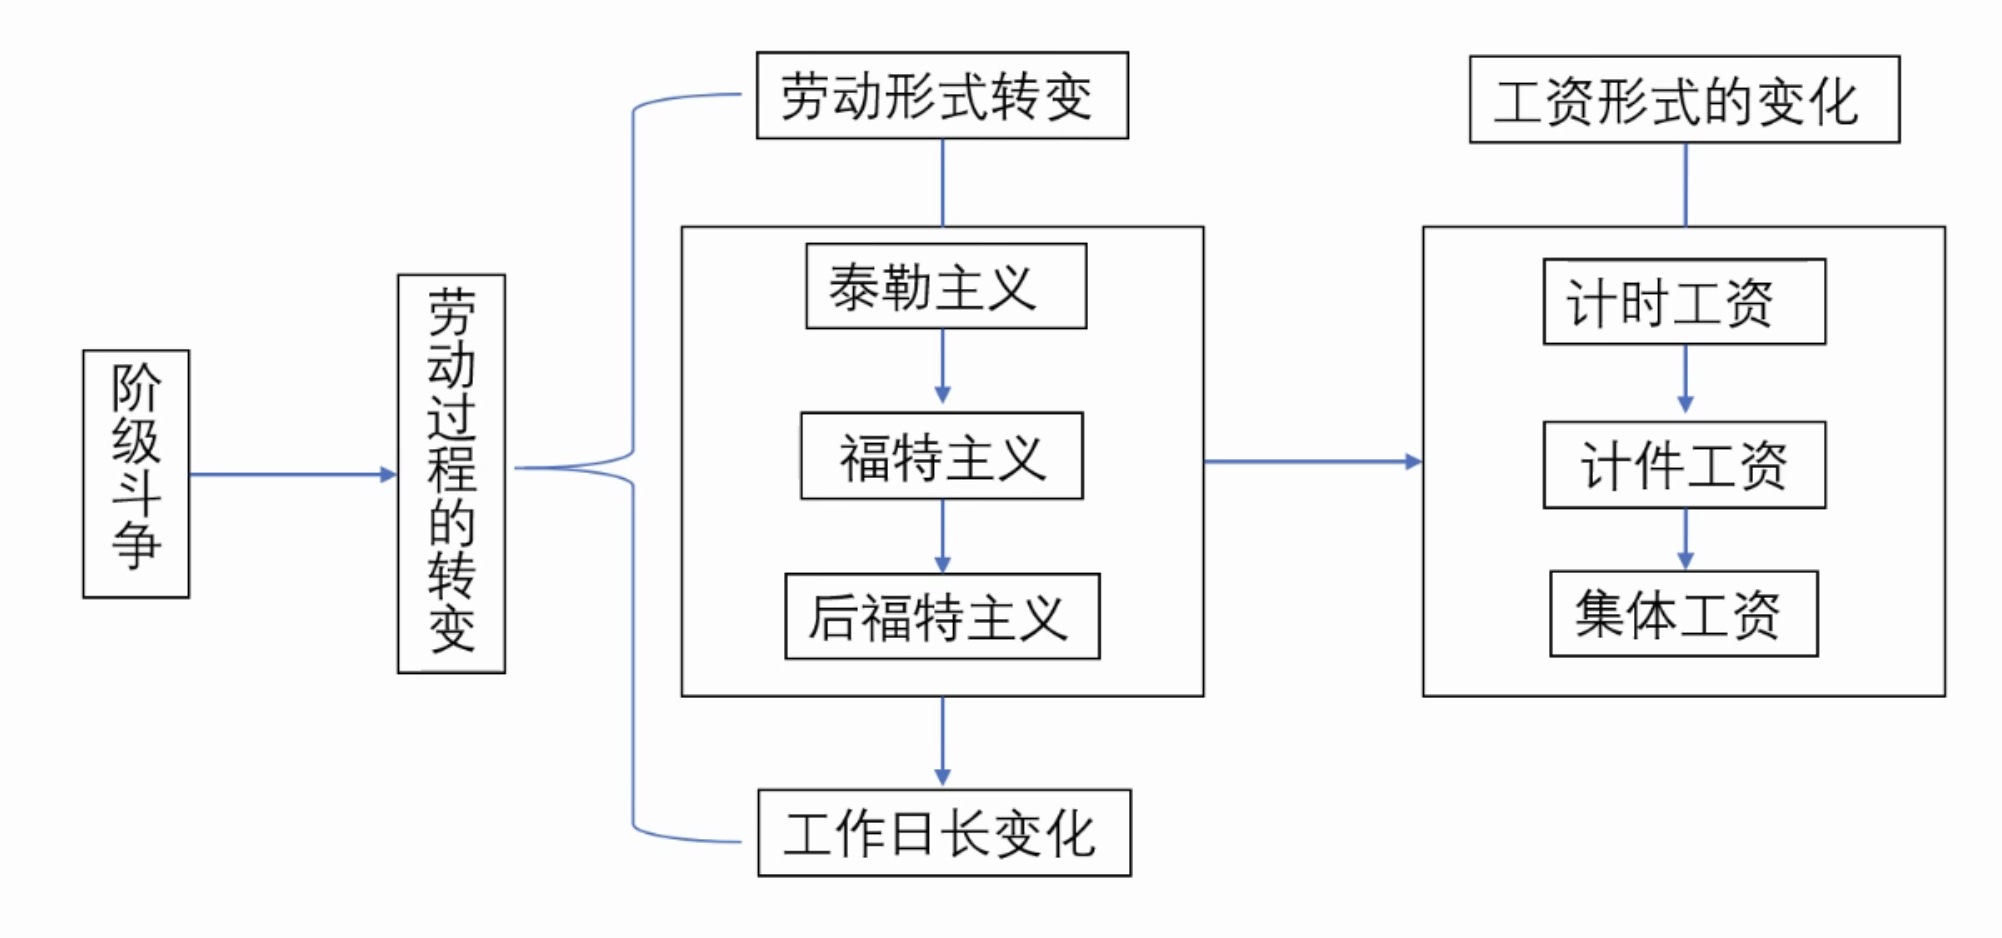 阶级斗争
劳动过程的转变
劳动形式转变
泰勒主义
福特主义
后福特主义
工作日长变化
工资形式的变化
计时工资
计件工资
集体工资